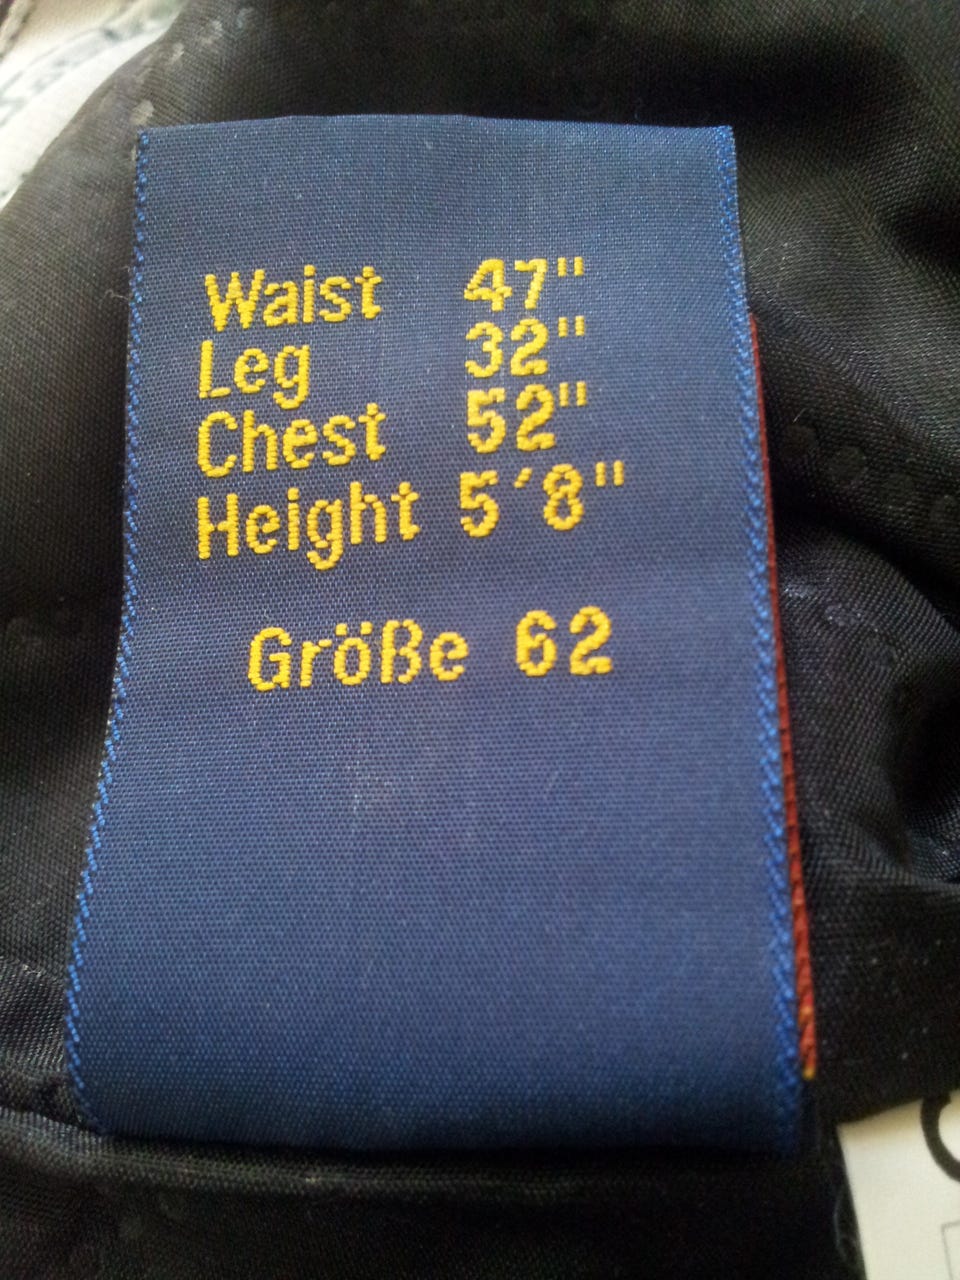 Waist 47"
Leg 32"
Chest 52"
Height 5'8"
Größe 62